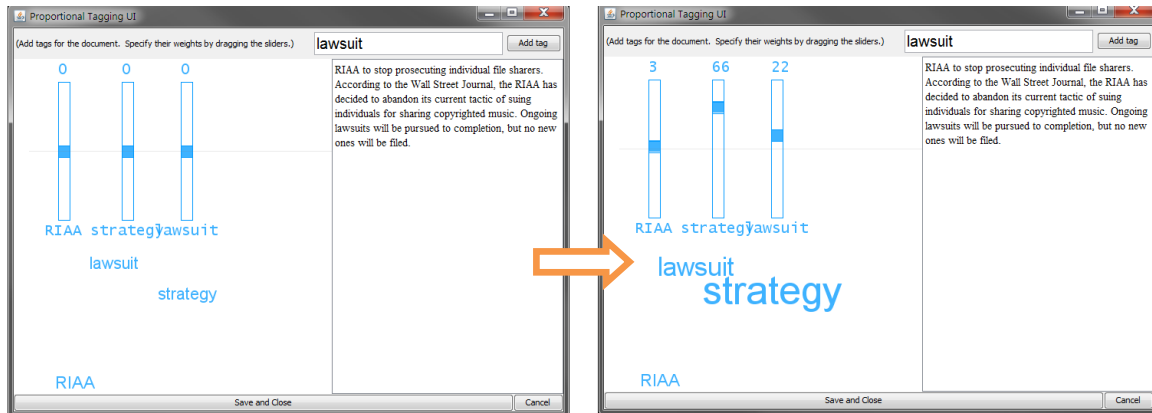 Proportional Tagging UI
(Add tags for the document. Specify their weights by dragging the sliders.)
lawsuit
Add tag
0 0 0
RIAA strategy lawsuit
lawsuit
strategy
RIAA
RIAA to stop prosecuting individual file sharers.
According to the Wall Street Journal, the RIAA has
decided to abandon its current tactic of suing
individuals for sharing copyrighted music. Ongoing
lawsuits will be pursued to completion, but no new
ones will be filed.
Save and Close
Cancel
Proportional Tagging UI
(Add tags for the document. Specify their weights by dragging the sliders.)
lawsuit
Add tag
3 66 22
RIAA strategy lawsuit
lawsuit
strategy
RIAA
RIAA to stop prosecuting individual file sharers.
According to the Wall Street Journal, the RIAA has
decided to abandon its current tactic of suing
individuals for sharing copyrighted music. Ongoing
lawsuits will be pursued to completion, but no new
ones will be filed.
Save and Close
Cancel